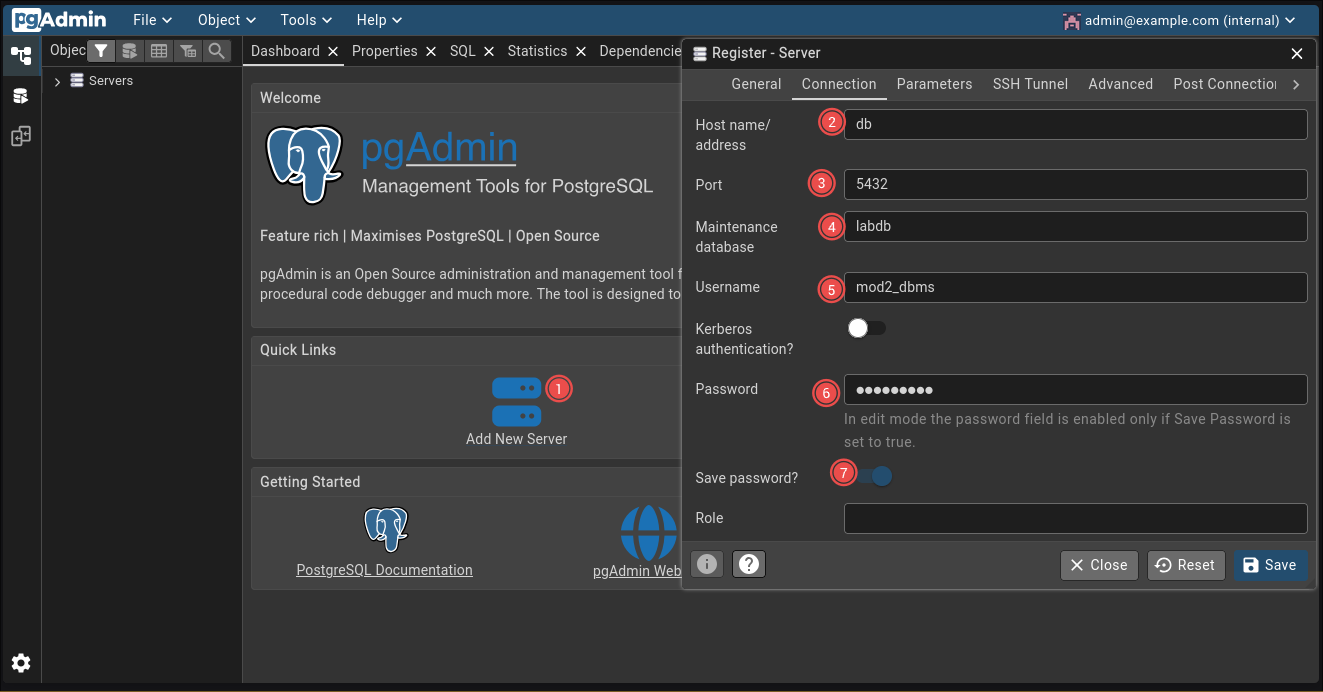 pgAdmin File Object Tools Help admin@example.com (internal)
Objec
Servers
Dashboard Properties SQL Statistics Dependencie
Welcome
pgAdmin
Management Tools for PostgreSQL
Feature rich | Maximises PostgreSQL | Open Source
pgAdmin is an Open Source administration and management tool f
procedural code debugger and much more. The tool is designed to
Quick Links
1
Add New Server
Getting Started
PostgreSQL Documentation
pgAdmin Web
Register - Server
General Connection Parameters SSH Tunnel Advanced Post Connection
Host name/
address
2 db
Port 3 5432
Maintenance
database
4 labdb
Username 5 mod2_dbms
Kerberos
authentication?
Password 6 ●●●●●●●●●
In edit mode the password field is enabled only if Save Password is
set to true.
Save password? 7
Role
i ? Close Reset Save